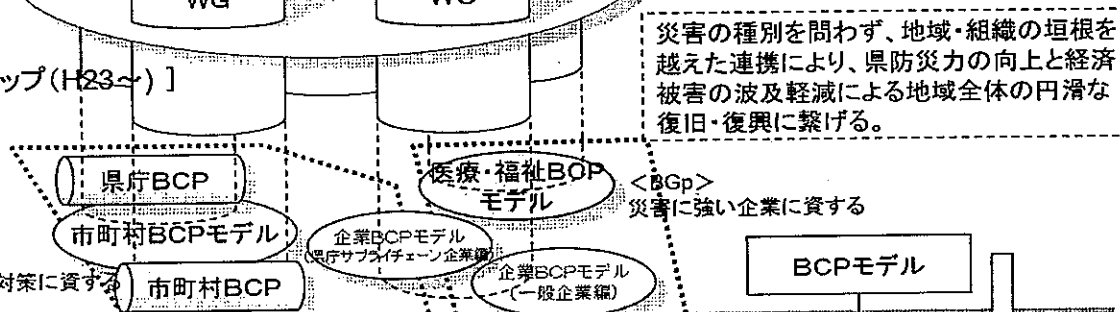 WG
WG
災害の種別を問わず、地域・組織の垣根を
越えた連携により、県防災力の向上と経済
被害の波及軽減による地域全体の円滑な
復旧・復興に繋げる。
ップ(H23～) ]
県庁BCP
医療・福祉BCP
モデル
<BGp>
災害に強い企業に資する
市町村BCPモデル
企業BCPモデル
(県庁サプライチェーン企業編)
企業BCPモデル
(一般企業編)
BCPモデル
対策に資する
市町村BCP